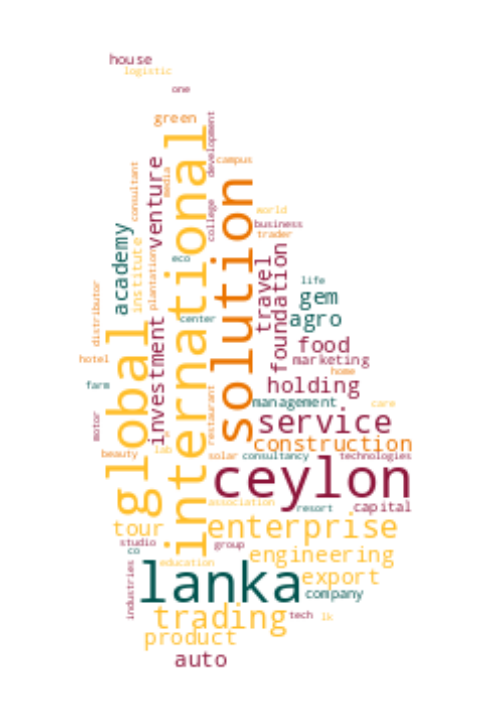 house
logistic
one
green
development
international
campus
consultant
media
venture
solution
college
world
business
trader
academy
institute
plantation
eco
travel
foundation
life
gem
agro
distributor
center
global
investment
food
marketing
hotel
home
farm
holding
restaurant
management
care
motor
service
construction
beauty
lab
solar
consultancy
technologies
ceylon
association
resort
capital
tour
enterprise
studio
co
group
engineering
education
industries
lanka
export
company
trading
tech
lk
product
auto